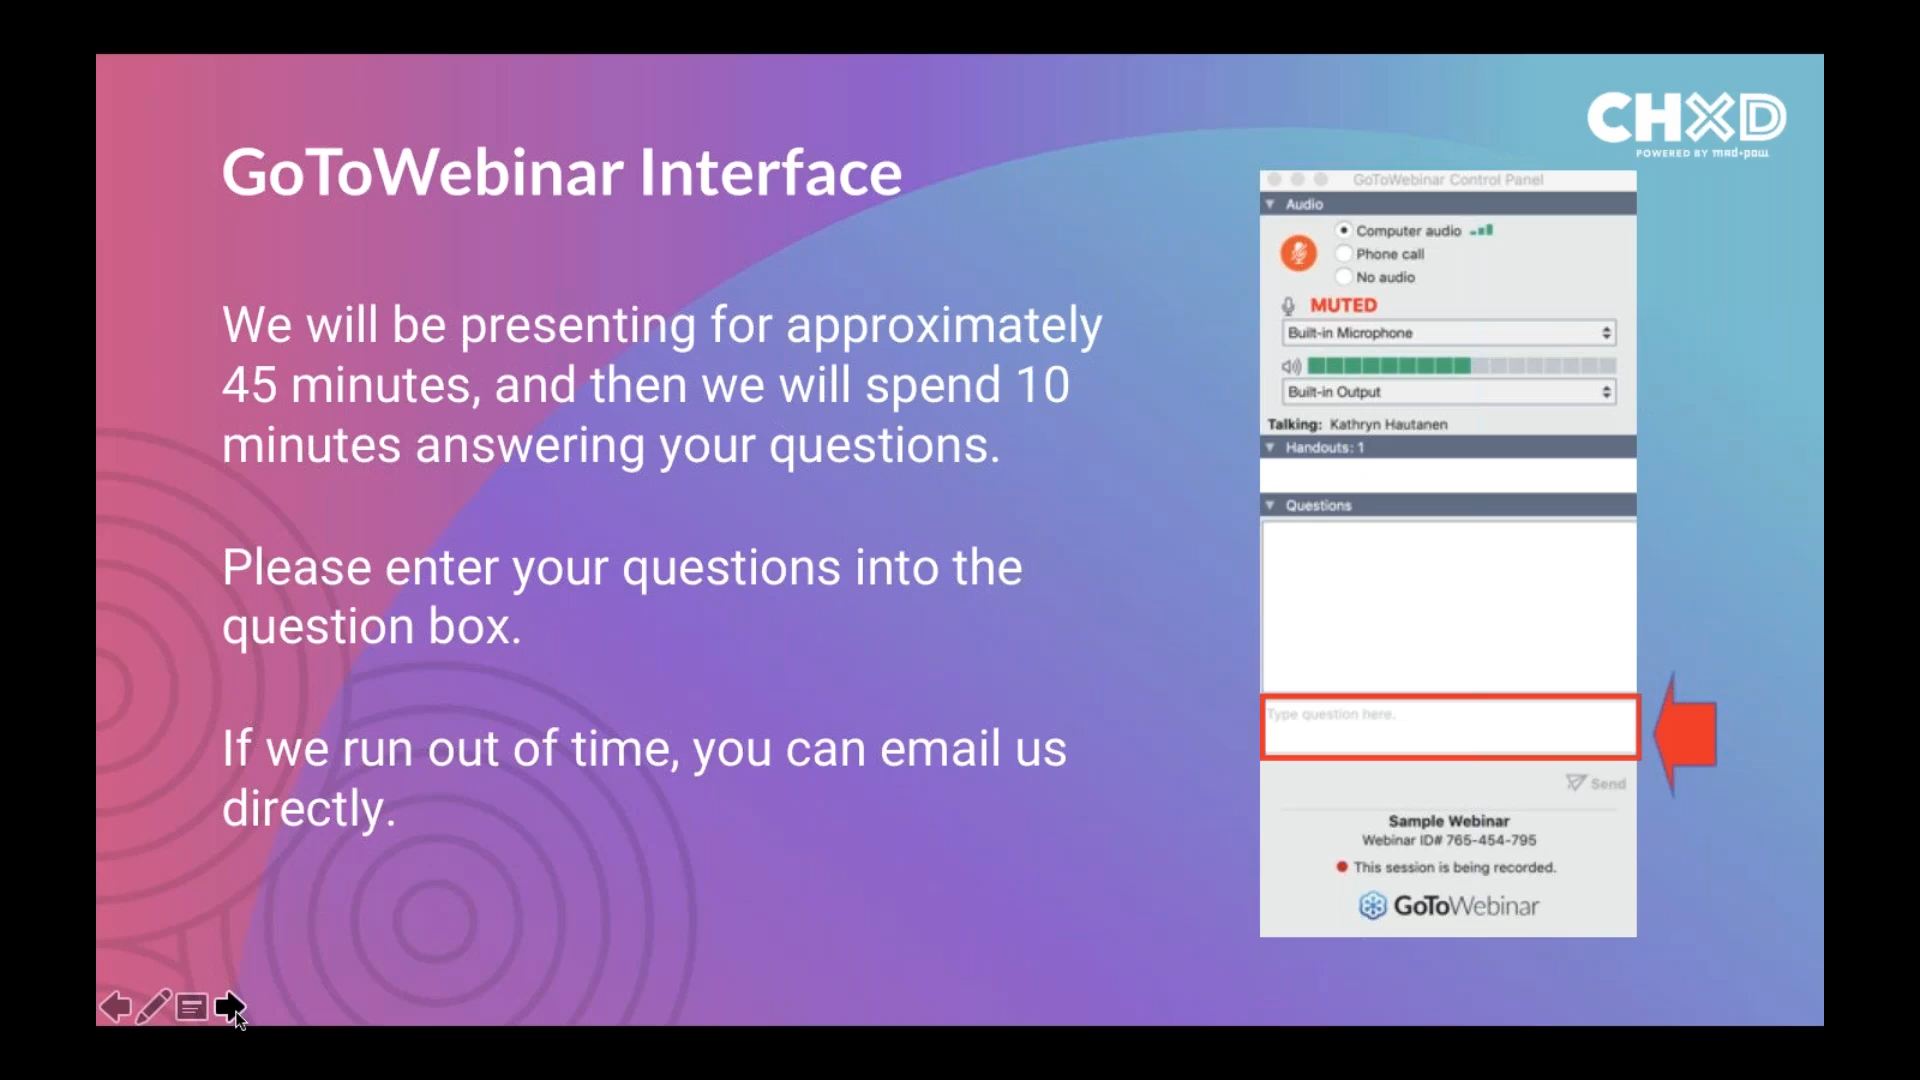 CHXD
POWERED BY mad*pow
GoToWebinar Interface
We will be presenting for approximately
45 minutes, and then we will spend 10
minutes answering your questions.
Please enter your questions into the
question box.
If we run out of time, you can email us
directly.
GoToWebinar Control Panel
Audio
Computer audio
Phone call
No audio
MUTED
Built-in Microphone
Built-in Output
Talking: Kathryn Hautanen
Handouts: 1
Questions
Type question here.
Send
Sample Webinar
Webinar ID# 765-454-795
This session is being recorded.
GoToWebinar